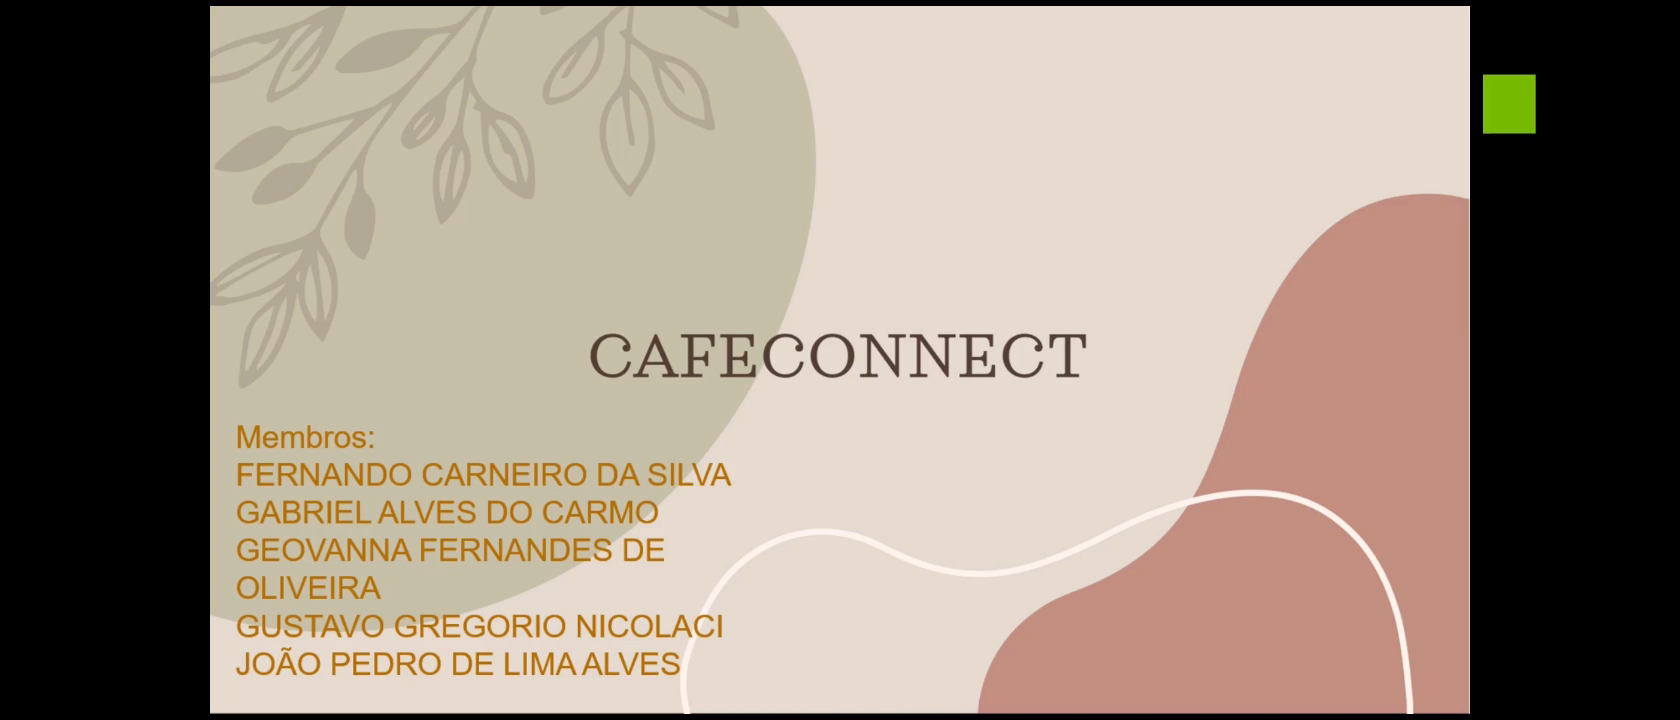 CAFECONNECT
Membros:
FERNANDO CARNEIRO DA SILVA
GABRIEL ALVES DO CARMO
GEOVANNA FERNANDES DE
OLIVEIRA
GUSTAVO GREGORIO NICOLACI
JOÃO PEDRO DE LIMA ALVES